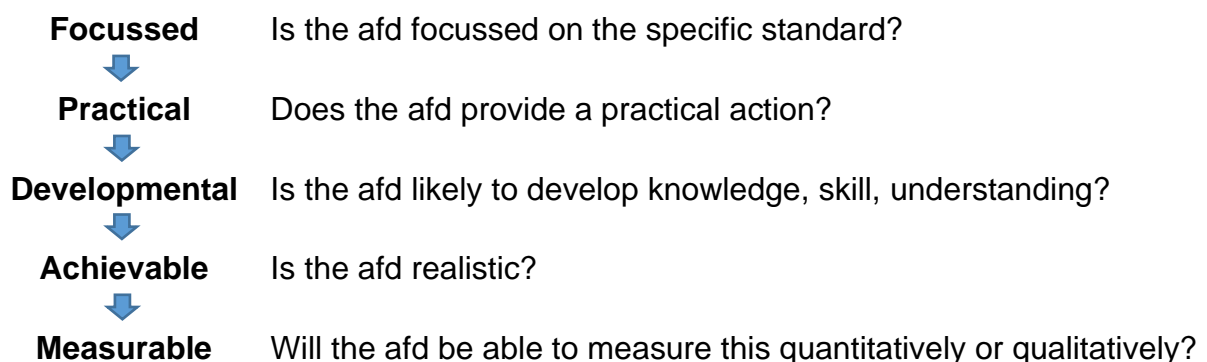 Focussed Is the afd focussed on the specific standard?
Practical Does the afd provide a practical action?
Developmental Is the afd likely to develop knowledge, skill, understanding?
Achievable Is the afd realistic?
Measurable Will the afd be able to measure this quantitatively or qualitatively?